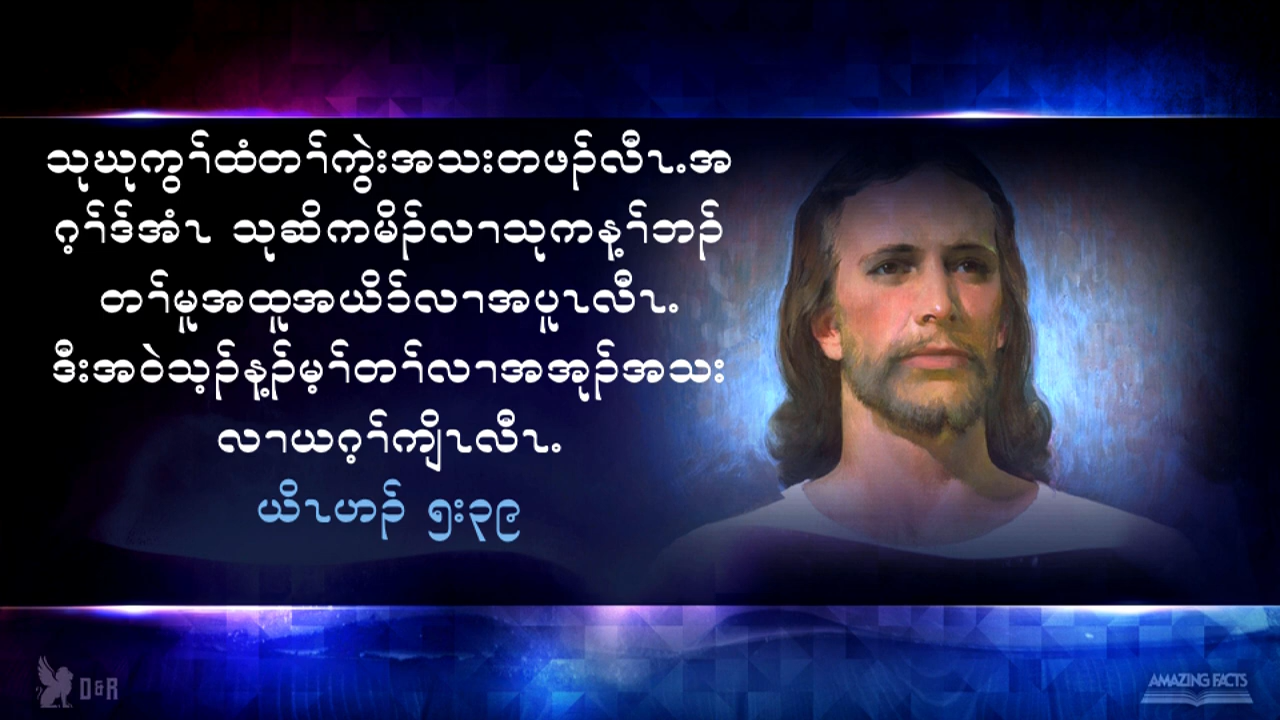 သုဃုကွၢ်ထံတၢ်ကွဲးအသးတဖၣ်လီၤ.အ
ဂ့ၢ်ဒ်အံၤ သုဆိကမိၣ်လၢသုကန့ၢ်ဘၣ်
တၢ်မူအထူအယိာ်လၢအပူၤလီၤ.
ဒီးအဝဲသ့ၣ်န့ၣ်မ့ၢ်တၢ်လၢအအုၣ်အသး
လၢယဂ့ၢ်ကျိၤလီၤ.
ယိၤဟၣ် ၅း၃၉
D&R
AMAZING FACTS